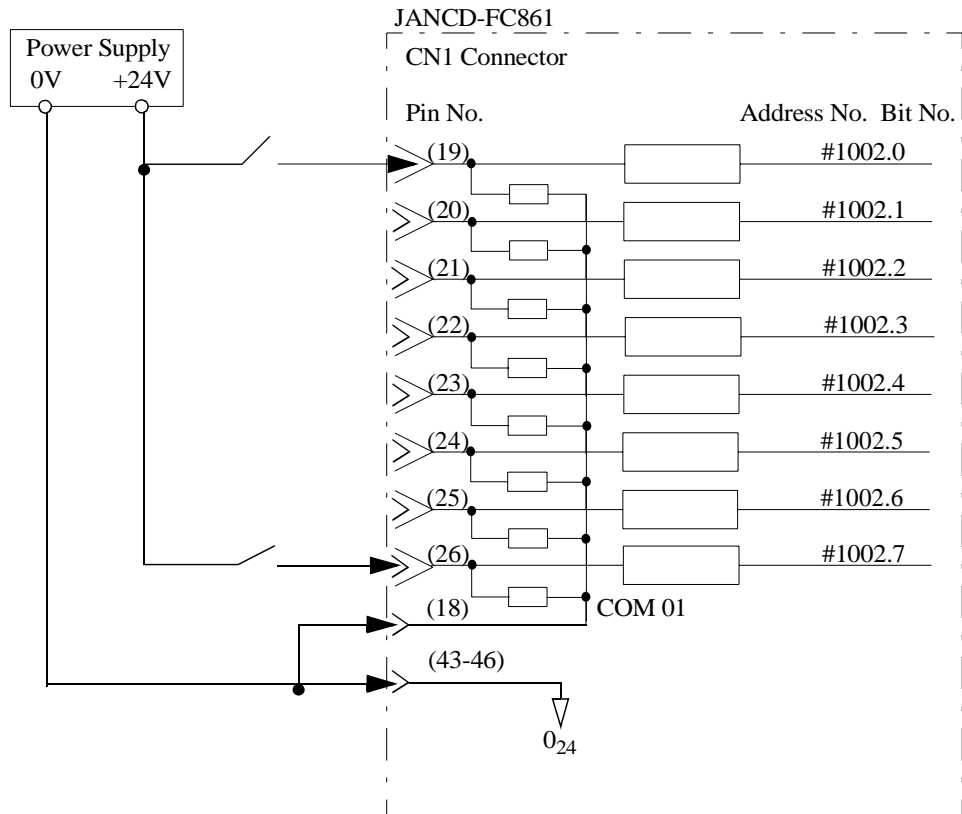 JANCD-FC861
Power Supply
0V +24V
CN1 Connector
Pin No. Address No. Bit No.
(19) #1002.0
(20) #1002.1
(21) #1002.2
(22) #1002.3
(23) #1002.4
(24) #1002.5
(25) #1002.6
(26) #1002.7
(18) COM 01
(43-46)
024